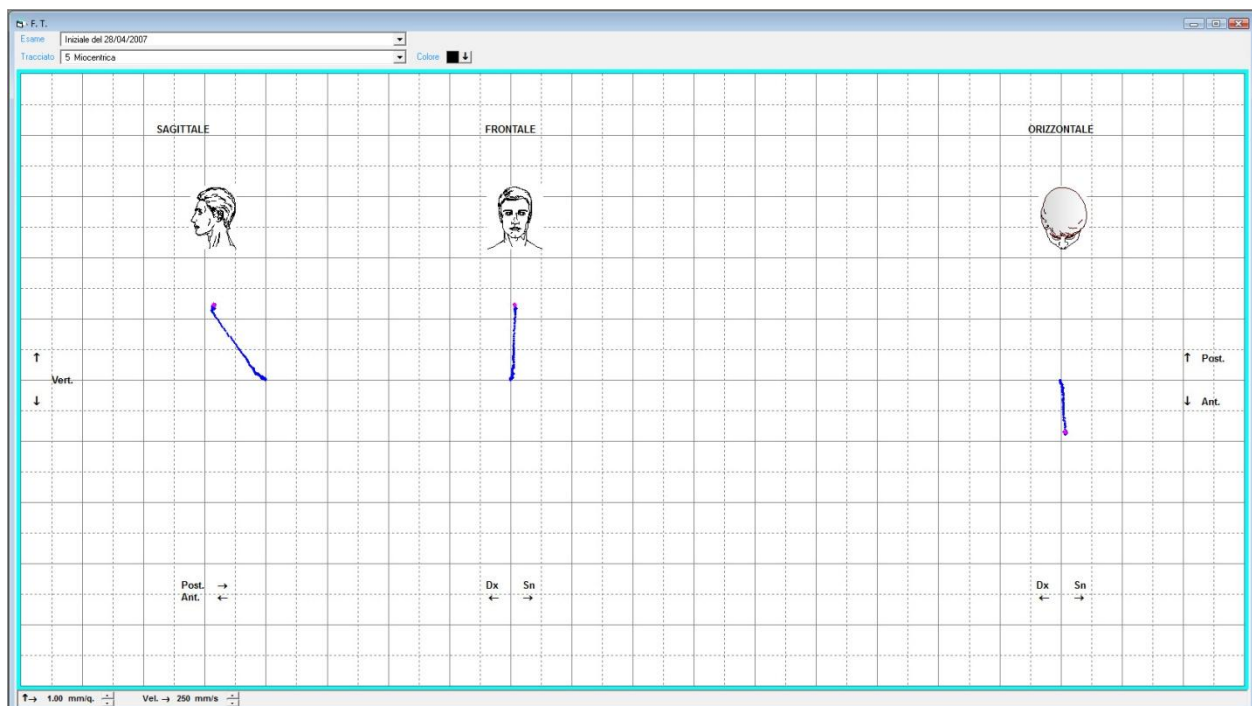 F. T.
Esame Iniziale del 28/04/2007
Tracciato 5 Miocentrica Colore
SAGITTALE FRONTALE ORIZZONTALE
↑ ↑ Post.
Vert.
↓ ↓ Ant.
Post. → Dx Sn Dx Sn
Ant. ← ← → ← →
↑→ 1.00 mm/q. Vel. → 250 mm/s